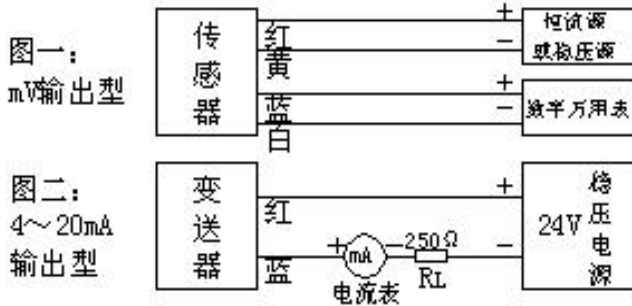 图一：
mV输出型
传感器
红
黄
蓝
白
+
−
恒流源
或稳压源
+
−
数字万用表
图二：
4～20mA
输出型
变送器
红
蓝
+
mA
−
电流表
250Ω
RL
+
−
24V
稳压电源